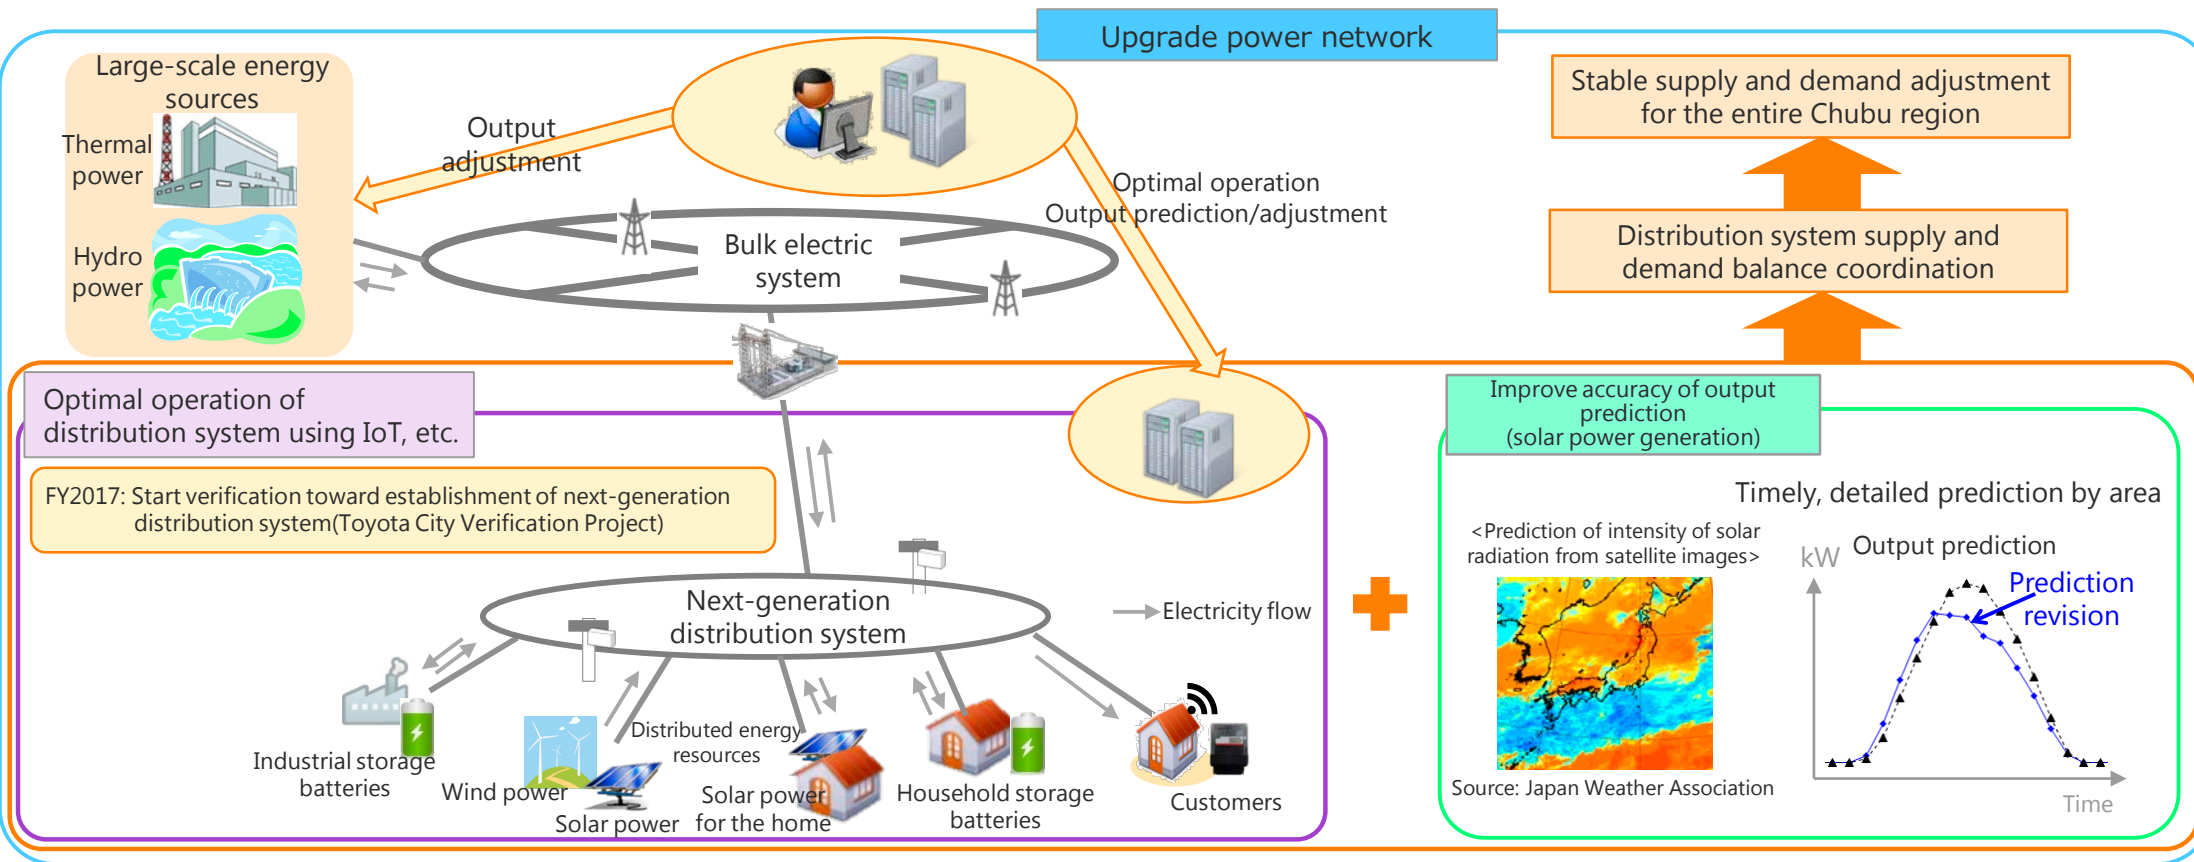 Upgrade power network
Large-scale energy
sources
Thermal
power
Hydro
power
Output
adjustment
Optimal operation
Output prediction/adjustment
Bulk electric
system
Stable supply and demand adjustment
for the entire Chubu region
Distribution system supply and
demand balance coordination
Optimal operation of
distribution system using IoT, etc.
FY2017: Start verification toward establishment of next-generation
distribution system(Toyota City Verification Project)
Next-generation
distribution system
Electricity flow
Industrial storage
batteries
Wind power
Solar power
Distributed energy
resources
Solar power
for the home
Household storage
batteries
Customers
Improve accuracy of output
prediction
(solar power generation)
Timely, detailed prediction by area
<Prediction of intensity of solar
radiation from satellite images>
Source: Japan Weather Association
kW
Output prediction
Prediction
revision
Time